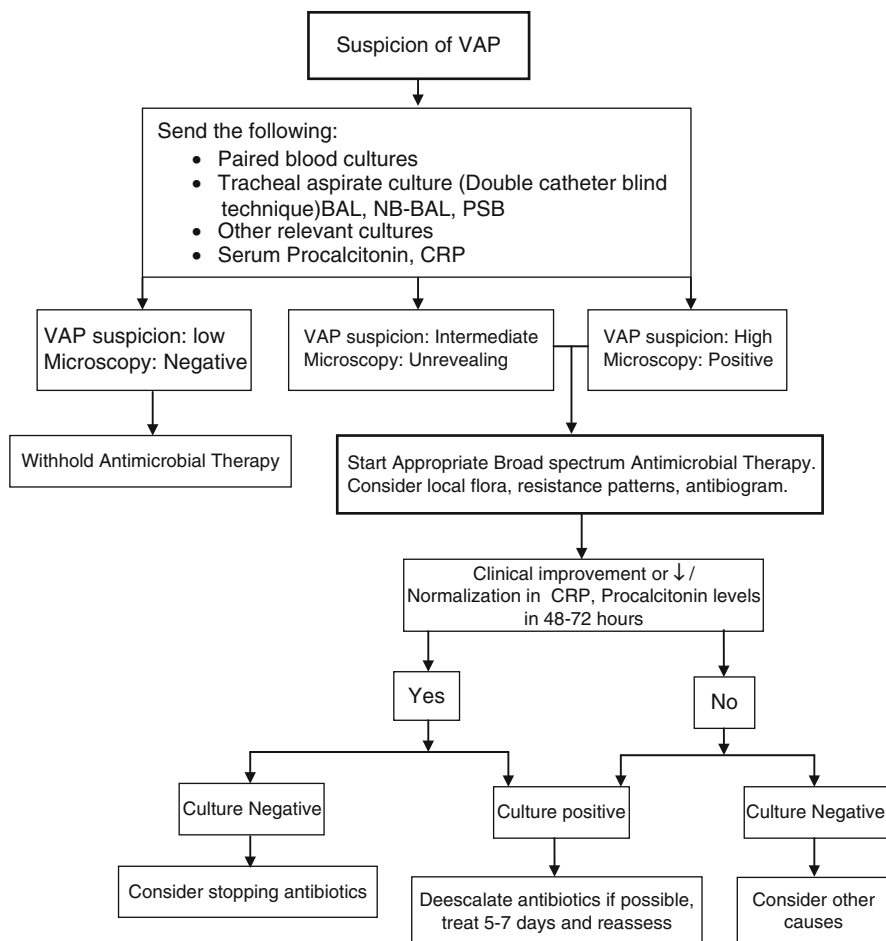 Suspicion of VAP
Send the following:
• Paired blood cultures
• Tracheal aspirate culture (Double catheter blind
technique)BAL, NB-BAL, PSB
• Other relevant cultures
• Serum Procalcitonin, CRP
VAP suspicion: low
Microscopy: Negative
VAP suspicion: Intermediate
Microscopy: Unrevealing
VAP suspicion: High
Microscopy: Positive
Withhold Antimicrobial Therapy
Start Appropriate Broad spectrum Antimicrobial Therapy.
Consider local flora, resistance patterns, antibiogram.
Clinical improvement or ↓/
Normalization in CRP, Procalcitonin levels
in 48-72 hours
Yes
No
Culture Negative
Culture positive
Culture Negative
Consider stopping antibiotics
Deescalate antibiotics if possible,
treat 5-7 days and reassess
Consider other
causes